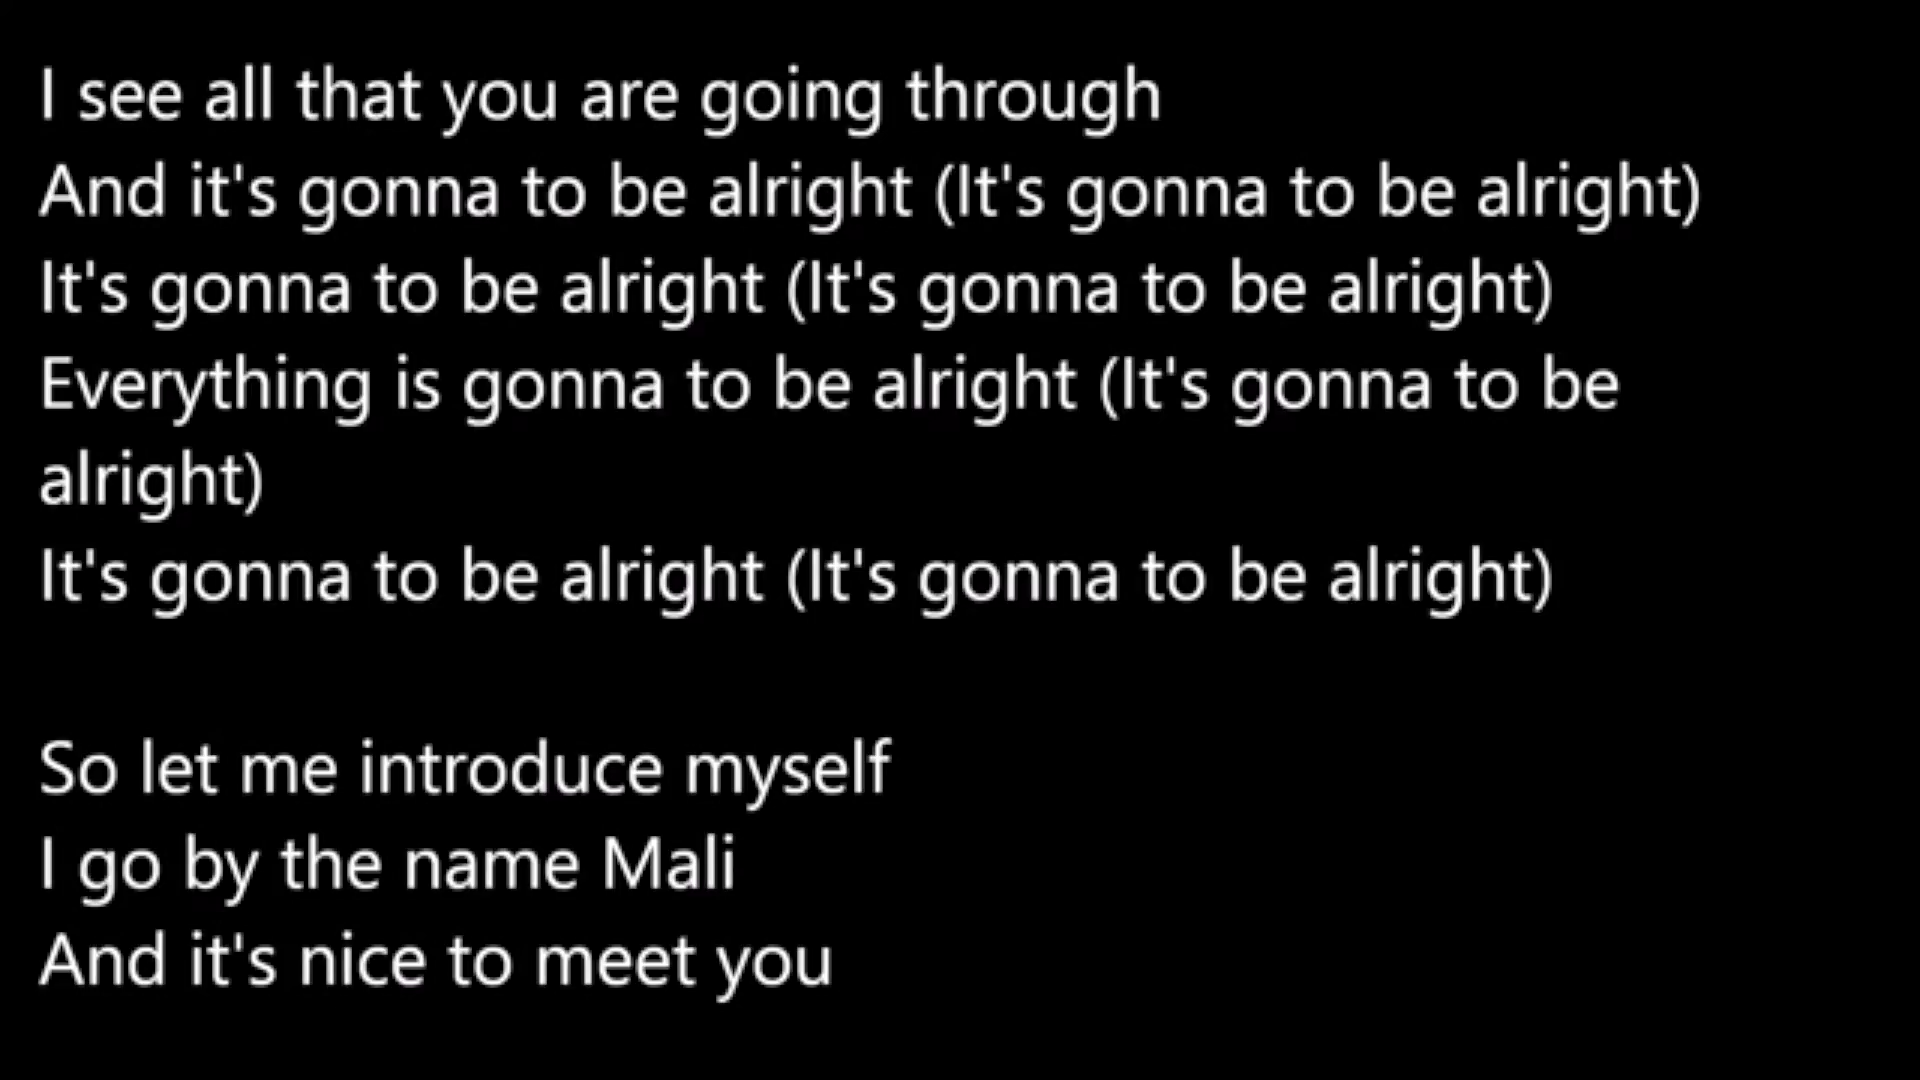 I see all that you are going through
And it's gonna to be alright (It's gonna to be alright)
It's gonna to be alright (It's gonna to be alright)
Everything is gonna to be alright (It's gonna to be
alright)
It's gonna to be alright (It's gonna to be alright)
So let me introduce myself
I go by the name Mali
And it's nice to meet you